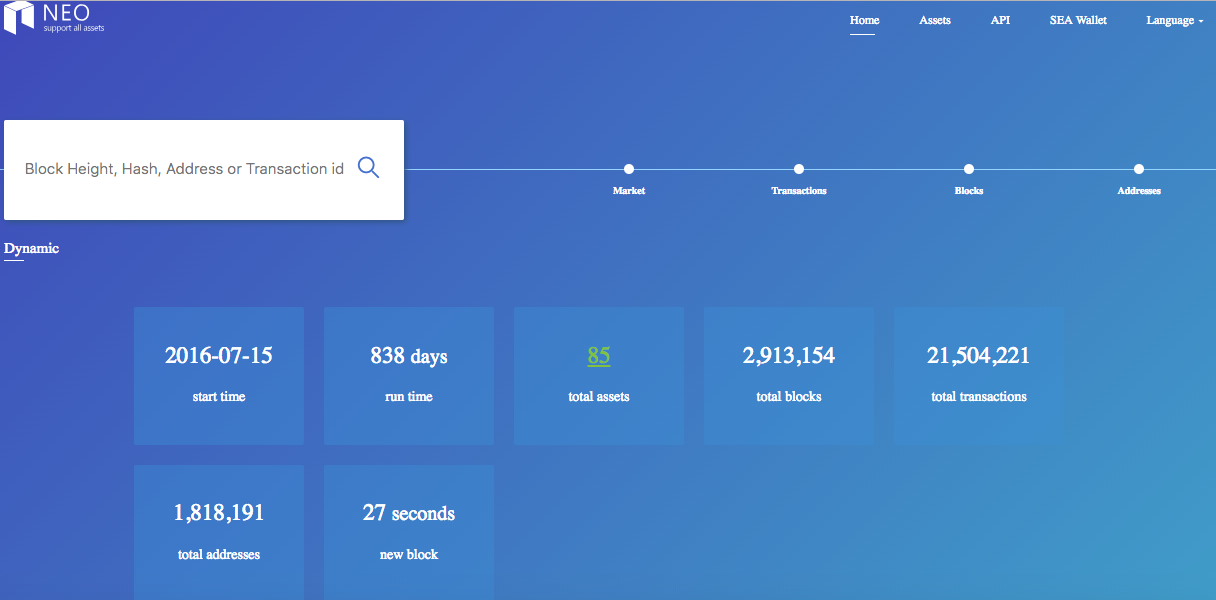 NEO
support all assets
Home Assets API SEA Wallet Language
Block Height, Hash, Address or Transaction id
Market Transactions Blocks Addresses
Dynamic
2016-07-15 838 days 85 2,913,154 21,504,221
start time run time total assets total blocks total transactions
1,818,191 27 seconds
total addresses new block